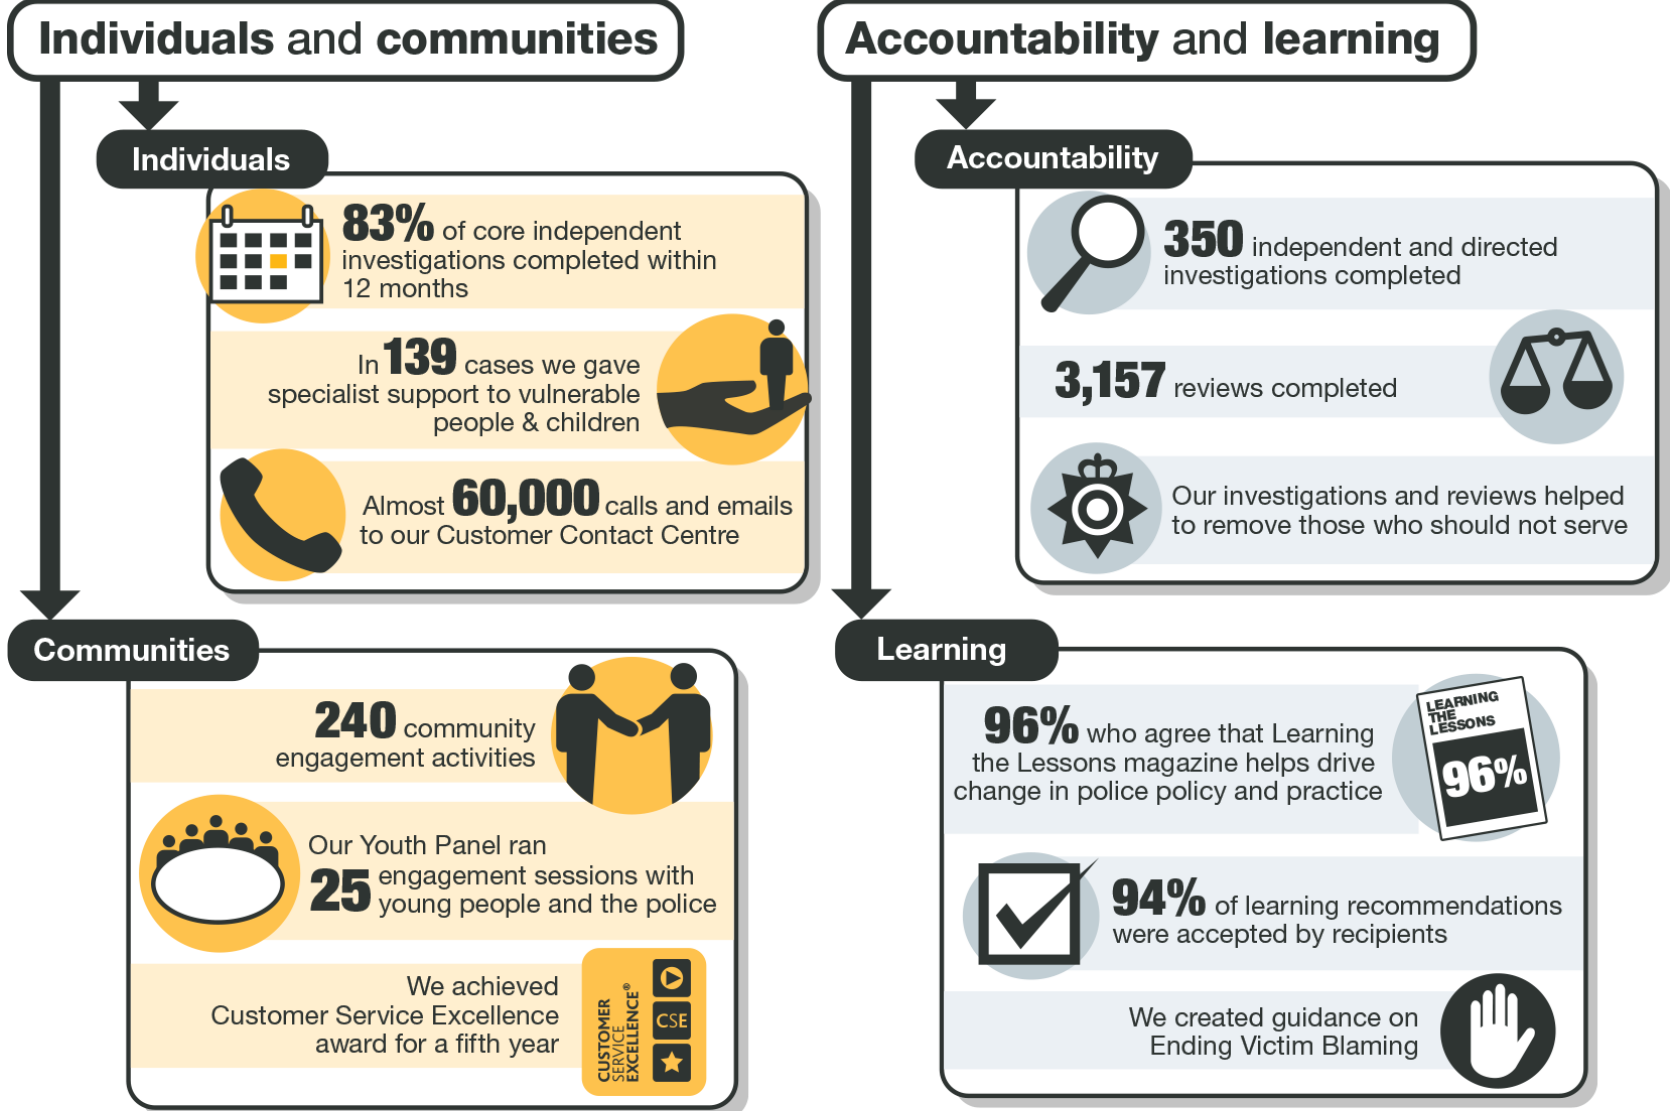 Individuals and communities
Individuals
83% of core independent
investigations completed within
12 months
In 139 cases we gave
specialist support to vulnerable
people & children
Almost 60,000 calls and emails
to our Customer Contact Centre
Communities
240 community
engagement activities
Our Youth Panel ran
25 engagement sessions with
young people and the police
We achieved
Customer Service Excellence
award for a fifth year
CUSTOMER
SERVICE
EXCELLENCE®
CSE
Accountability and learning
Accountability
350 independent and directed
investigations completed
3,157 reviews completed
Our investigations and reviews helped
to remove those who should not serve
Learning
96% who agree that Learning
the Lessons magazine helps drive
change in police policy and practice
LEARNING
THE
LESSONS
96%
94% of learning recommendations
were accepted by recipients
We created guidance on
Ending Victim Blaming